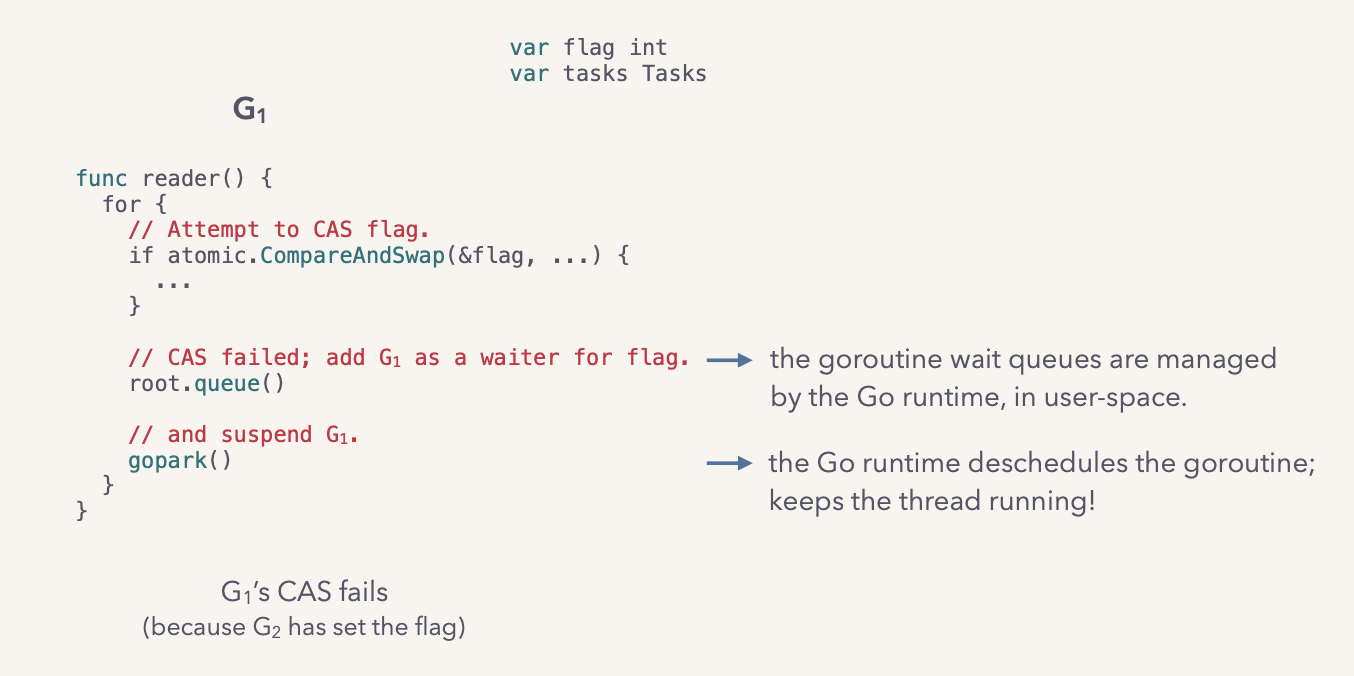 var flag int
var tasks Tasks
G₁
func reader() {
for {
// Attempt to CAS flag.
if atomic.CompareAndSwap(&flag, ...) {
...
}
// CAS failed; add G₁ as a waiter for flag.
root.queue()
// and suspend G₁.
gopark()
}
}
the goroutine wait queues are managed
by the Go runtime, in user-space.
the Go runtime deschedules the goroutine;
keeps the thread running!
G₁’s CAS fails
(because G₂ has set the flag)